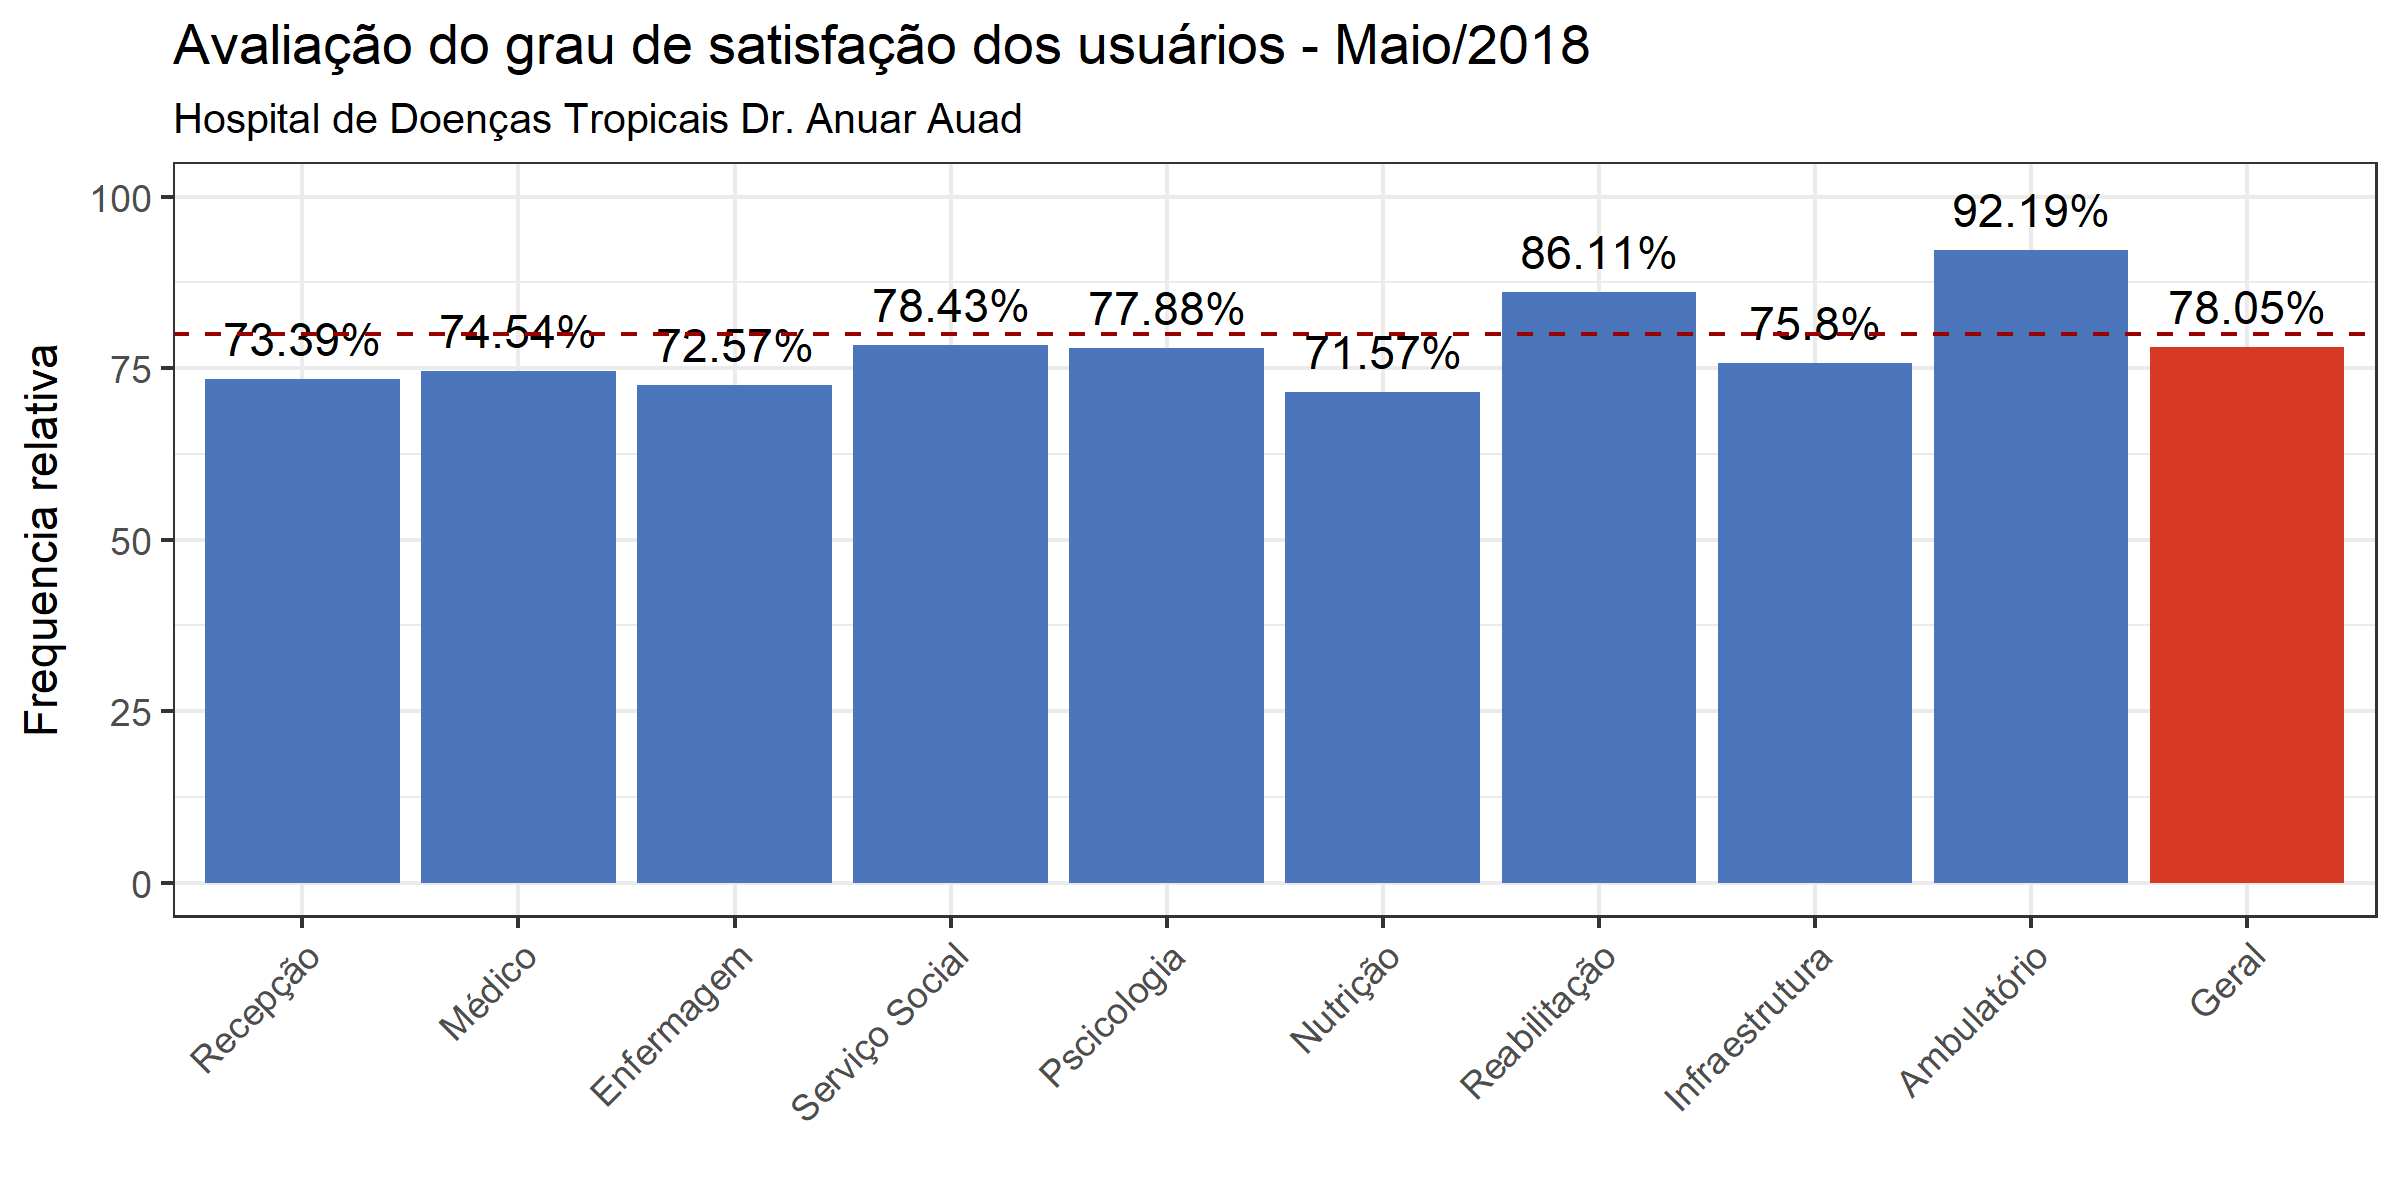 Avaliação do grau de satisfação dos usuários - Maio/2018
Hospital de Doenças Tropicais Dr. Anuar Auad
Frequencia relativa
100
75
50
25
0
73.39%
74.54%
72.57%
78.43%
77.88%
71.57%
86.11%
75.8%
92.19%
78.05%
Recepção
Médico
Enfermagem
Serviço Social
Pscicologia
Nutrição
Reabilitação
Infraestrutura
Ambulatório
Geral